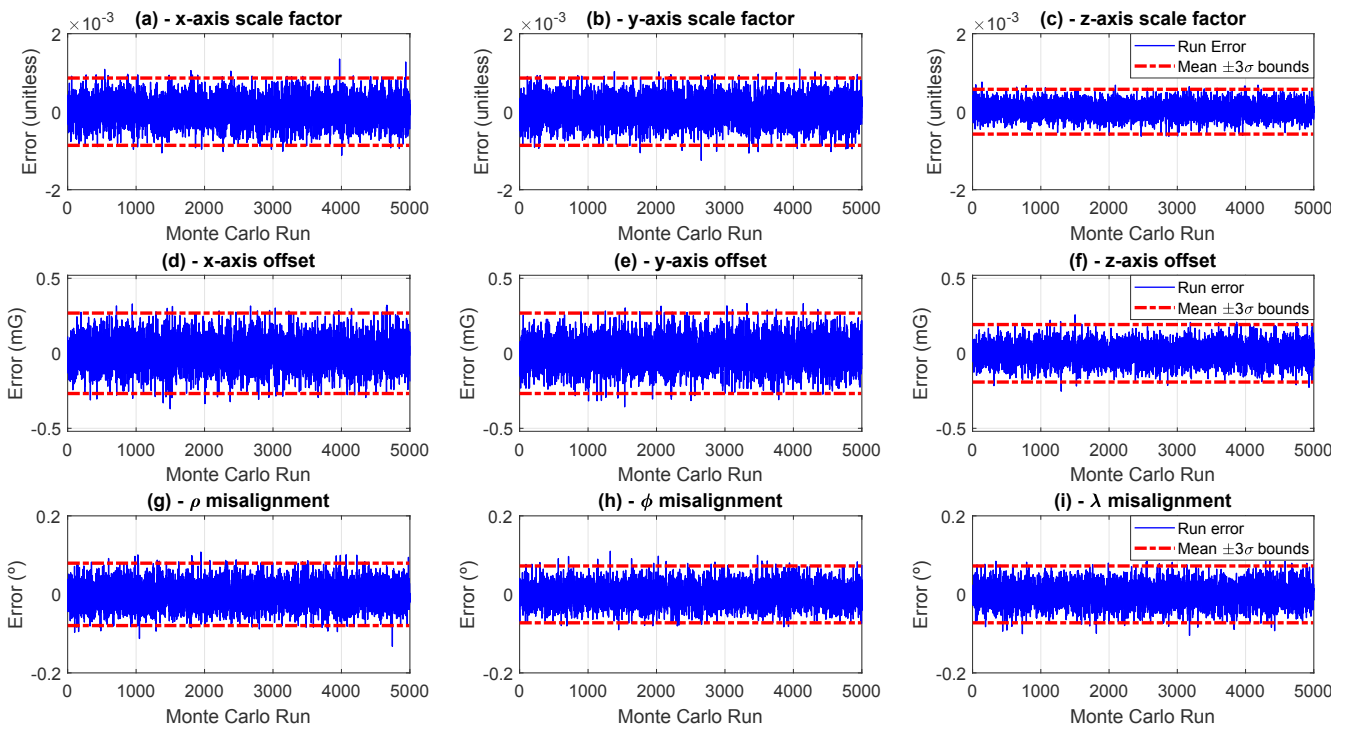 (a) - x-axis scale factor
×10⁻³
2
0
-2
Error (unitless)
0 1000 2000 3000 4000 5000
Monte Carlo Run
(b) - y-axis scale factor
×10⁻³
2
0
-2
Error (unitless)
0 1000 2000 3000 4000 5000
Monte Carlo Run
(c) - z-axis scale factor
×10⁻³
2
0
-2
Error (unitless)
Run Error
Mean ±3σ bounds
0 1000 2000 3000 4000 5000
Monte Carlo Run
(d) - x-axis offset
0.5
0
-0.5
Error (mG)
0 1000 2000 3000 4000 5000
Monte Carlo Run
(e) - y-axis offset
0.5
0
-0.5
Error (mG)
0 1000 2000 3000 4000 5000
Monte Carlo Run
(f) - z-axis offset
0.5
0
-0.5
Error (mG)
Run error
Mean ±3σ bounds
0 1000 2000 3000 4000 5000
Monte Carlo Run
(g) - ρ misalignment
0.2
0
-0.2
Error (º)
0 1000 2000 3000 4000 5000
Monte Carlo Run
(h) - ϕ misalignment
0.2
0
-0.2
Error (º)
0 1000 2000 3000 4000 5000
Monte Carlo Run
(i) - λ misalignment
0.2
0
-0.2
Error (º)
Run error
Mean ±3σ bounds
0 1000 2000 3000 4000 5000
Monte Carlo Run